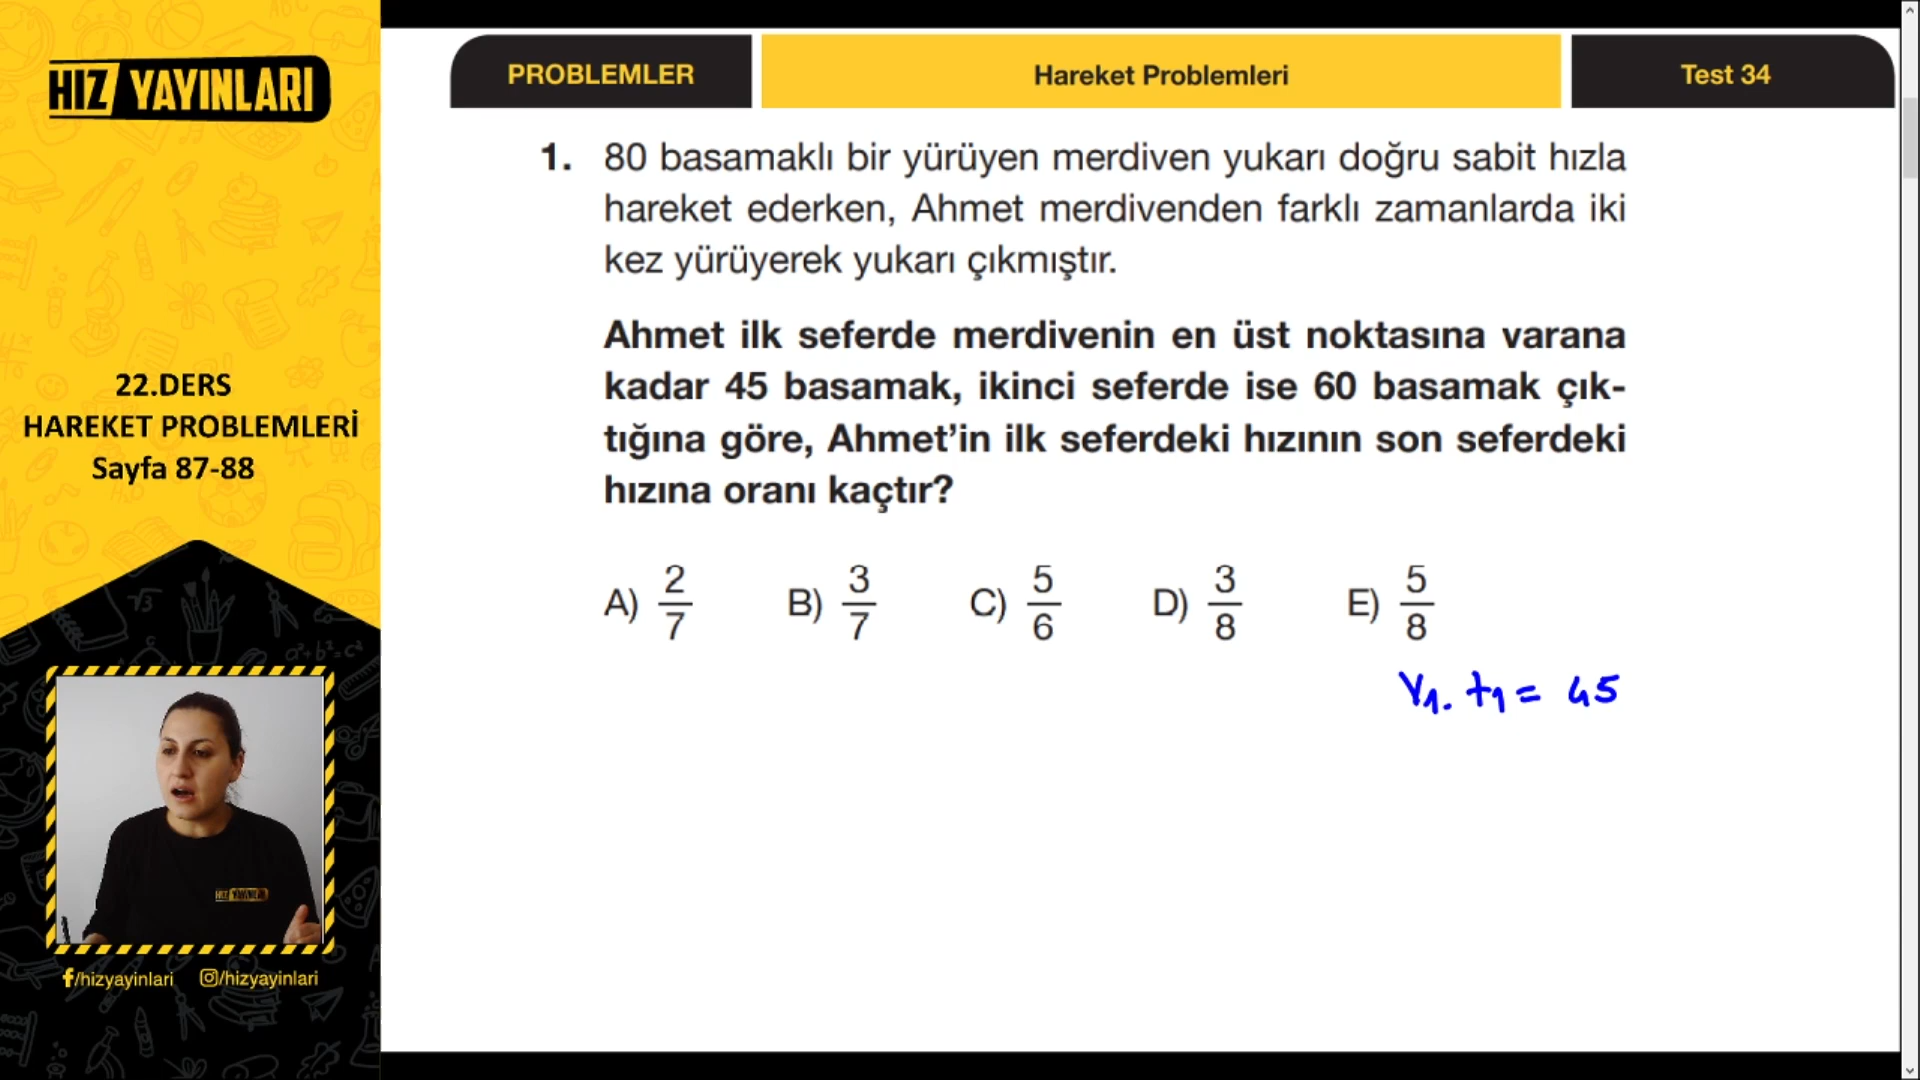 HIZ YAYINLARI
22.DERS
HAREKET PROBLEMLERİ
Sayfa 87-88
/hizyayinlari /hizyayinlari
PROBLEMLER
Hareket Problemleri
Test 34
1. 80 basamaklı bir yürüyen merdiven yukarı doğru sabit hızla
hareket ederken, Ahmet merdivenden farklı zamanlarda iki
kez yürüyerek yukarı çıkmıştır.
Ahmet ilk seferde merdivenin en üst noktasına varana
kadar 45 basamak, ikinci seferde ise 60 basamak çık-
tığına göre, Ahmet'in ilk seferdeki hızının son seferdeki
hızına oranı kaçtır?
A) 2/7 B) 3/7 C) 5/6 D) 3/8 E) 5/8
V1. t1 = 45